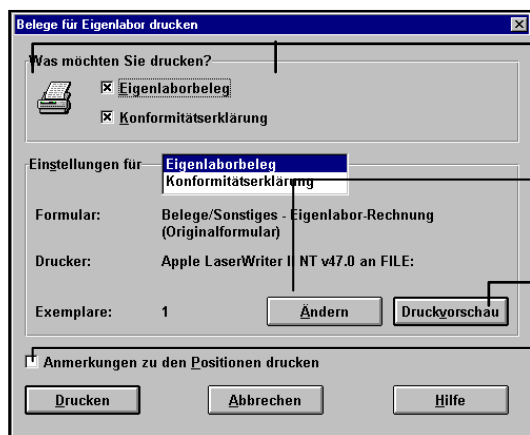 Belege für Eigenlabor drucken
Was möchten Sie drucken?
Eigenlaborbeleg
Konformitätserklärung
Einstellungen für
Eigenlaborbeleg
Konformitätserklärung
Formular: Belege/Sonstiges - Eigenlabor-Rechnung
(Originalformular)
Drucker: Apple LaserWriter II NT v47.0 an FILE:
Exemplare: 1 Ändern Druckvorschau
Anmerkungen zu den Positionen drucken
Drucken Abbrechen Hilfe